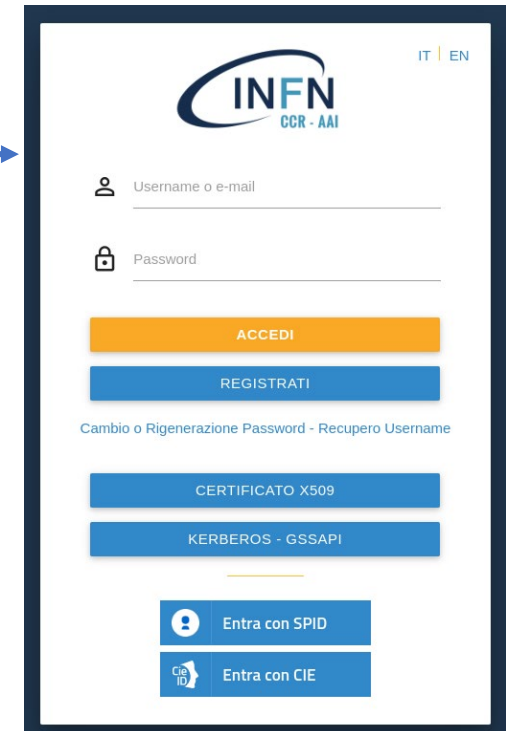 IT | EN
INFN
CCR - AAI
Username o e-mail
Password
ACCEDI
REGISTRATI
Cambio o Rigenerazione Password - Recupero Username
CERTIFICATO X509
KERBEROS - GSSAPI
Entra con SPID
Cie ID
Entra con CIE